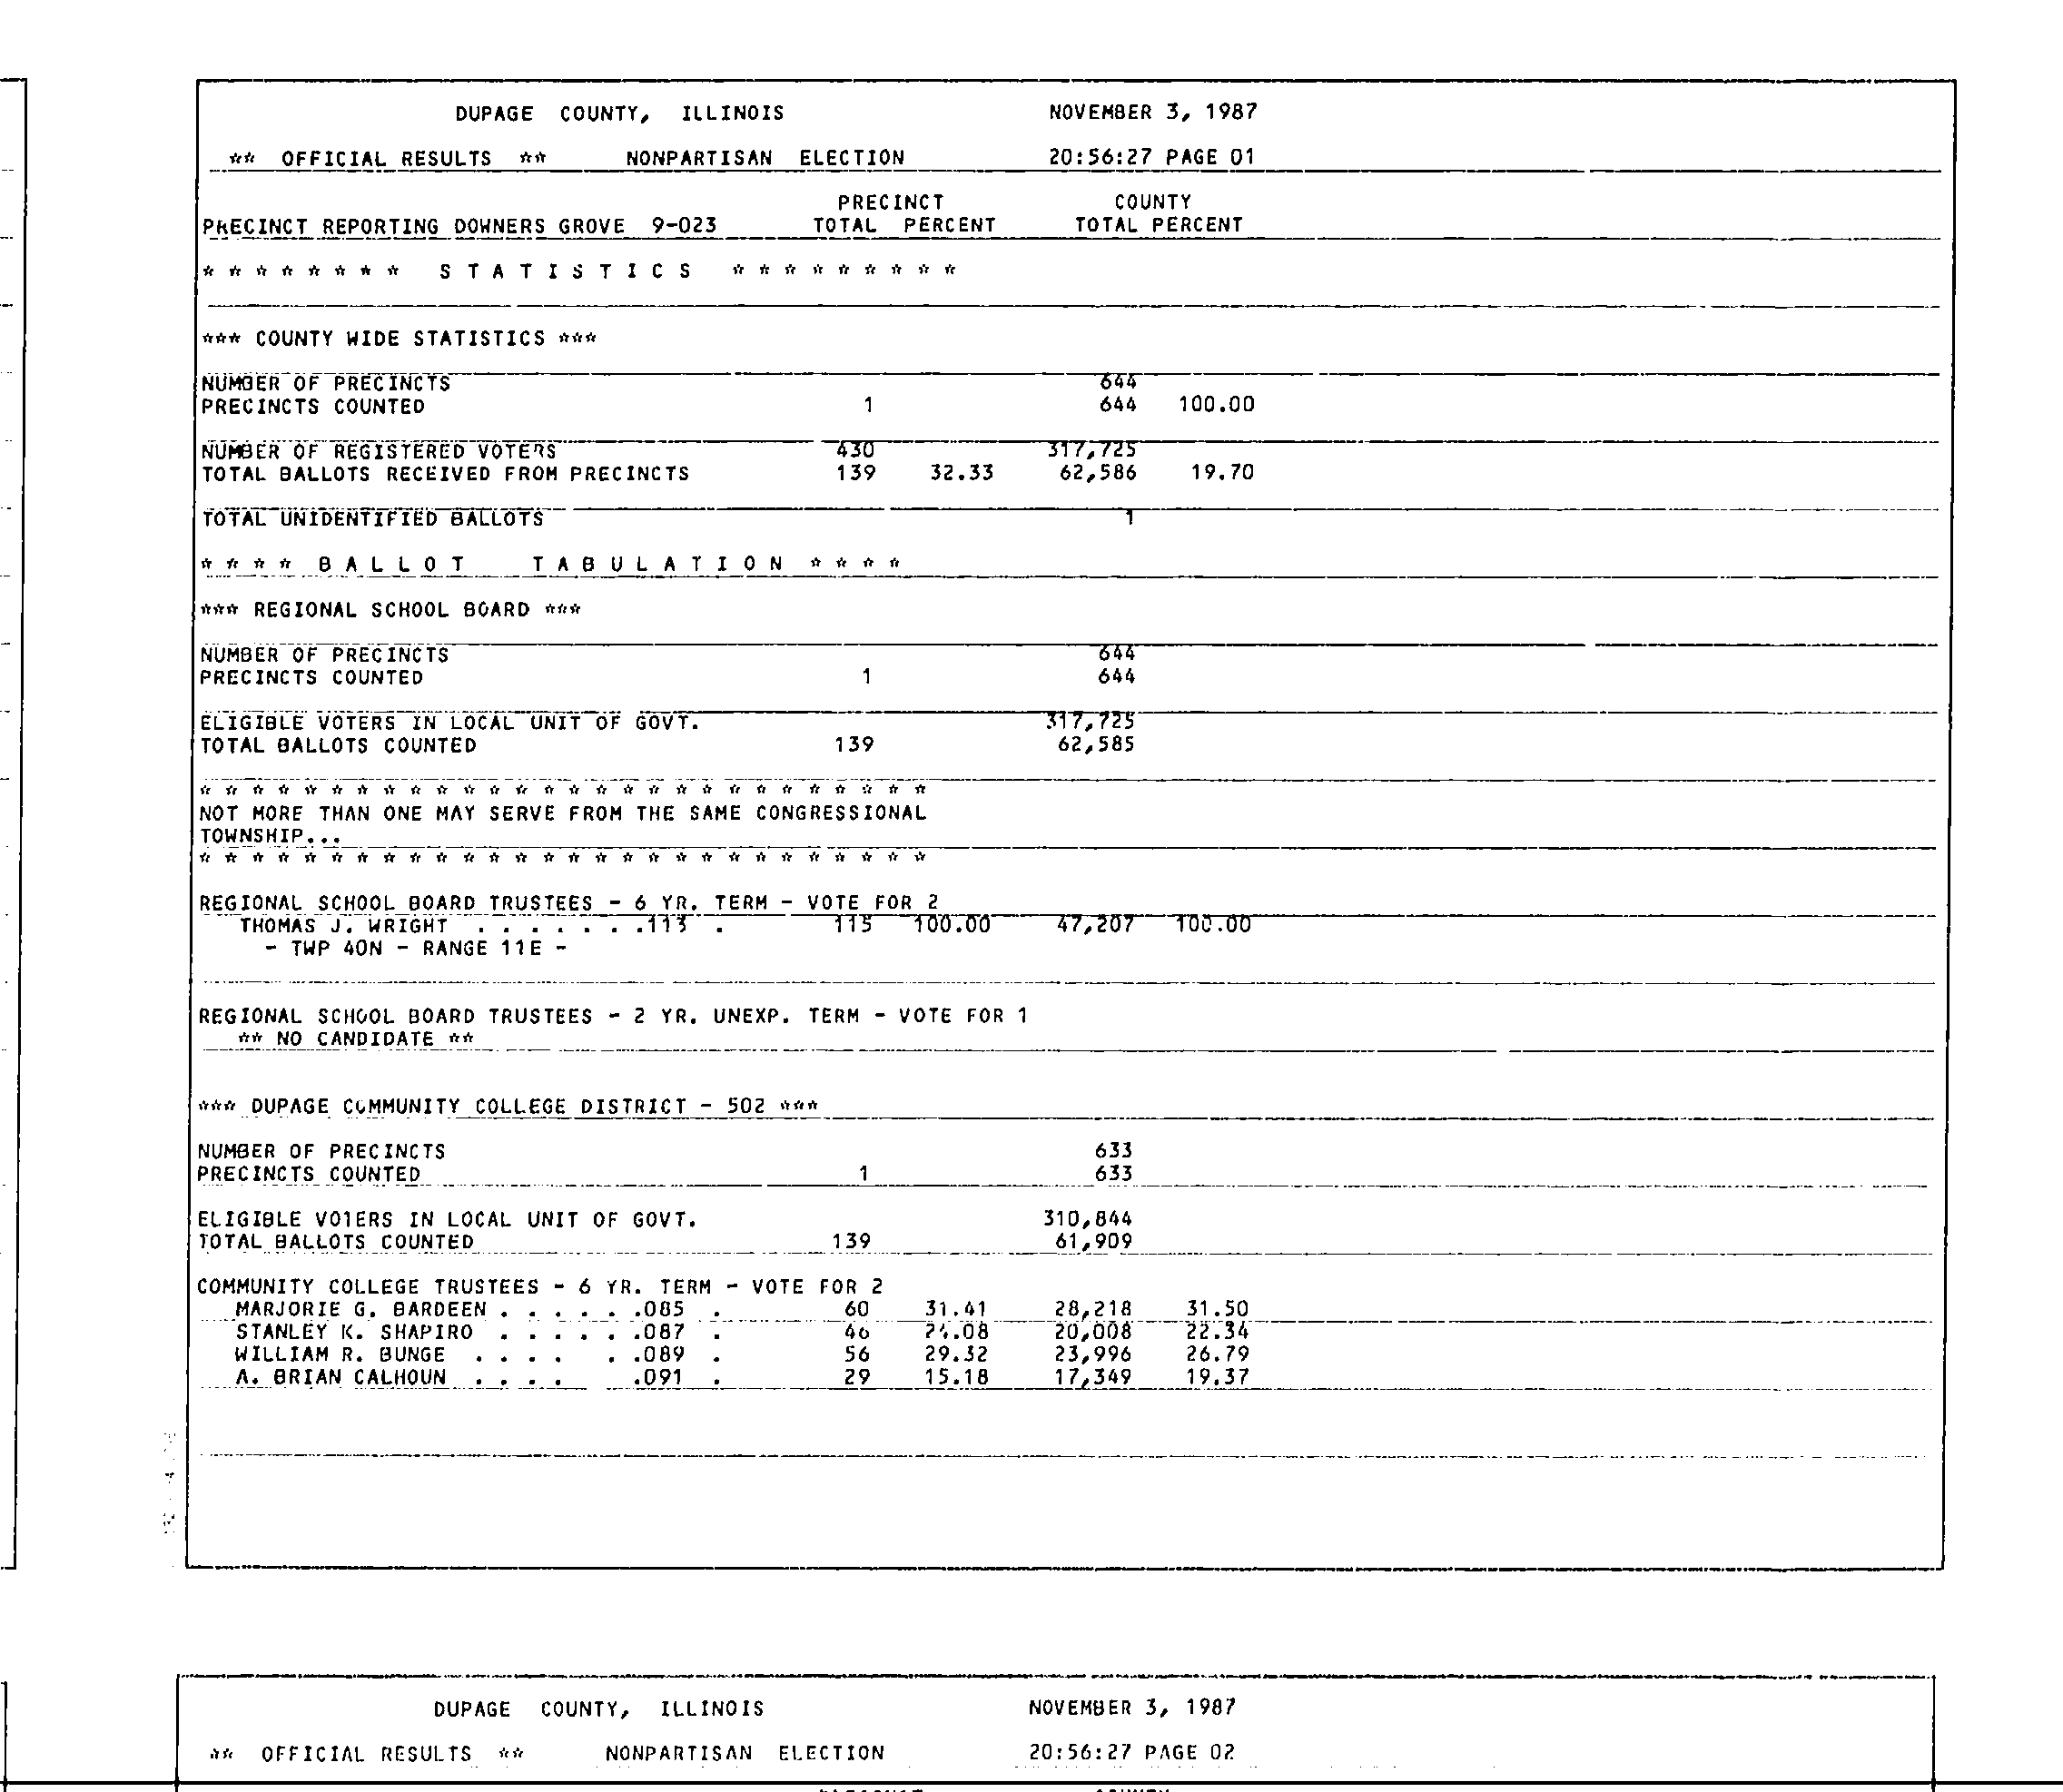 DUPAGE COUNTY, ILLINOIS NOVEMBER 3, 1987
** OFFICIAL RESULTS ** NONPARTISAN ELECTION 20:56:27 PAGE 01
PRECINCT COUNTY
PRECINCT REPORTING DOWNERS GROVE 9-023 TOTAL PERCENT TOTAL PERCENT
* * * * * * * * S T A T I S T I C S * * * * * * * * *
*** COUNTY WIDE STATISTICS ***
NUMBER OF PRECINCTS 644
PRECINCTS COUNTED 1 644 100.00
NUMBER OF REGISTERED VOTERS 430 317,725
TOTAL BALLOTS RECEIVED FROM PRECINCTS 139 32.33 62,586 19.70
TOTAL UNIDENTIFIED BALLOTS 1
* * * * B A L L O T T A B U L A T I O N * * * *
*** REGIONAL SCHOOL BOARD ***
NUMBER OF PRECINCTS 644
PRECINCTS COUNTED 1 644
ELIGIBLE VOTERS IN LOCAL UNIT OF GOVT. 317,725
TOTAL BALLOTS COUNTED 139 62,585
* * * * * * * * * * * * * * * * * * * * * * * * * * * *
NOT MORE THAN ONE MAY SERVE FROM THE SAME CONGRESSIONAL
TOWNSHIP...
* * * * * * * * * * * * * * * * * * * * * * * * * * * *
REGIONAL SCHOOL BOARD TRUSTEES - 6 YR. TERM - VOTE FOR 2
THOMAS J. WRIGHT . . . . . . .113 . 115 100.00 47,207 100.00
- TWP 40N - RANGE 11E -
REGIONAL SCHOOL BOARD TRUSTEES - 2 YR. UNEXP. TERM - VOTE FOR 1
** NO CANDIDATE **
*** DUPAGE COMMUNITY COLLEGE DISTRICT - 502 ***
NUMBER OF PRECINCTS 633
PRECINCTS COUNTED 1 633
ELIGIBLE VOTERS IN LOCAL UNIT OF GOVT. 310,844
TOTAL BALLOTS COUNTED 139 61,909
COMMUNITY COLLEGE TRUSTEES - 6 YR. TERM - VOTE FOR 2
MARJORIE G. BARDEEN . . . . . .085 . 60 31.41 28,218 31.50
STANLEY K. SHAPIRO . . . . . .087 . 46 24.08 20,008 22.34
WILLIAM R. BUNGE . . . . . .089 . 56 29.32 23,996 26.79
A. BRIAN CALHOUN . . . . .091 . 29 15.18 17,349 19.37
DUPAGE COUNTY, ILLINOIS NOVEMBER 3, 1987
** OFFICIAL RESULTS ** NONPARTISAN ELECTION 20:56:27 PAGE 02